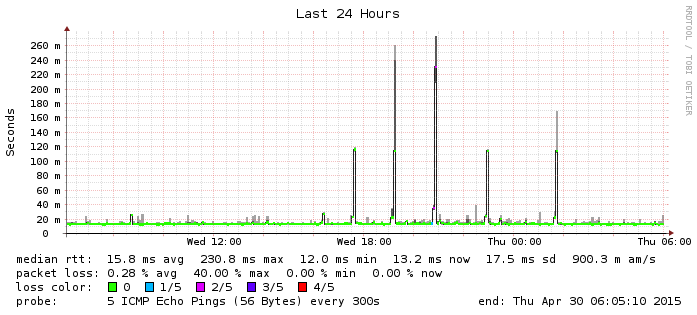 Last 24 Hours
RRDTOOL / TOBI OETIKER
Seconds
260 m
240 m
220 m
200 m
180 m
160 m
140 m
120 m
100 m
80 m
60 m
40 m
20 m
0
Wed 12:00 Wed 18:00 Thu 00:00 Thu 06:00
median rtt: 15.8 ms avg 230.8 ms max 12.0 ms min 13.2 ms now 17.5 ms sd 900.3 m am/s
packet loss: 0.28 % avg 40.00 % max 0.00 % min 0.00 % now
loss color: 0 1/5 2/5 3/5 4/5
probe: 5 ICMP Echo Pings (56 Bytes) every 300s end: Thu Apr 30 06:05:10 2015